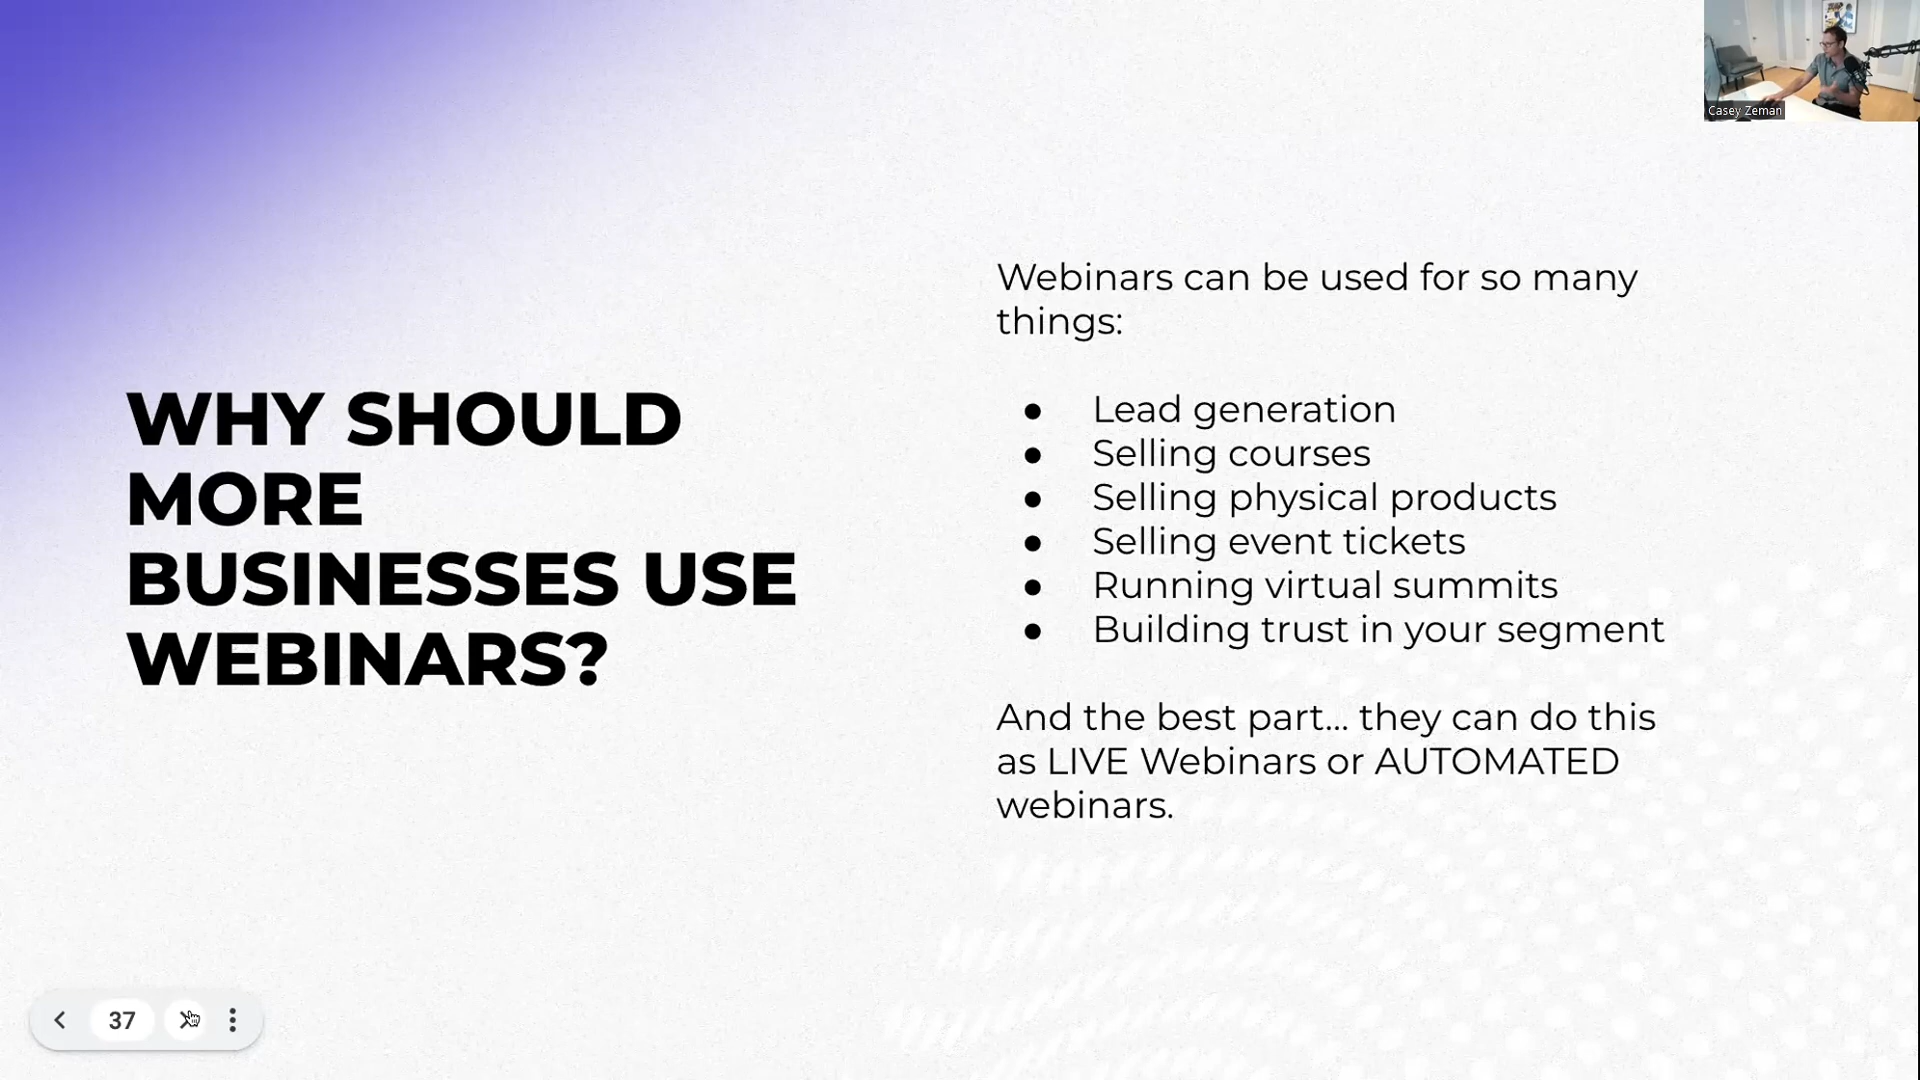 Casey Zeman
WHY SHOULD
MORE
BUSINESSES USE
WEBINARS?
Webinars can be used for so many
things:
● Lead generation
● Selling courses
● Selling physical products
● Selling event tickets
● Running virtual summits
● Building trust in your segment
And the best part... they can do this
as LIVE Webinars or AUTOMATED
webinars.
37